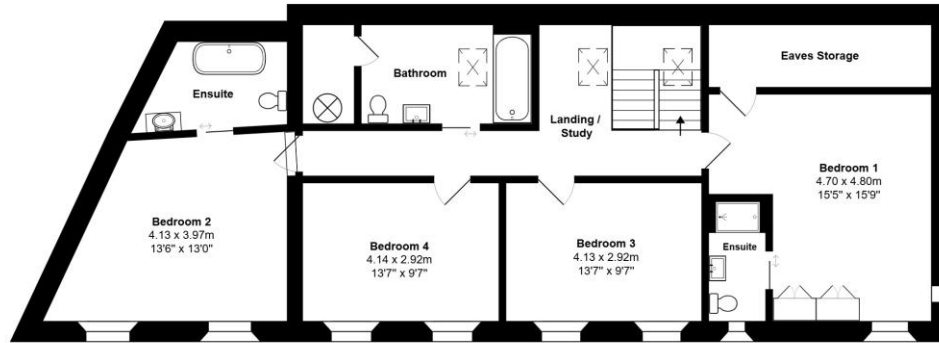 Eaves Storage
Bathroom
Ensuite
Landing /
Study
Bedroom 1
4.70 x 4.80m
15'5" x 15'9"
Bedroom 2
4.13 x 3.97m
13'6" x 13'0"
Bedroom 4
4.14 x 2.92m
13'7" x 9'7"
Bedroom 3
4.13 x 2.92m
13'7" x 9'7"
Ensuite